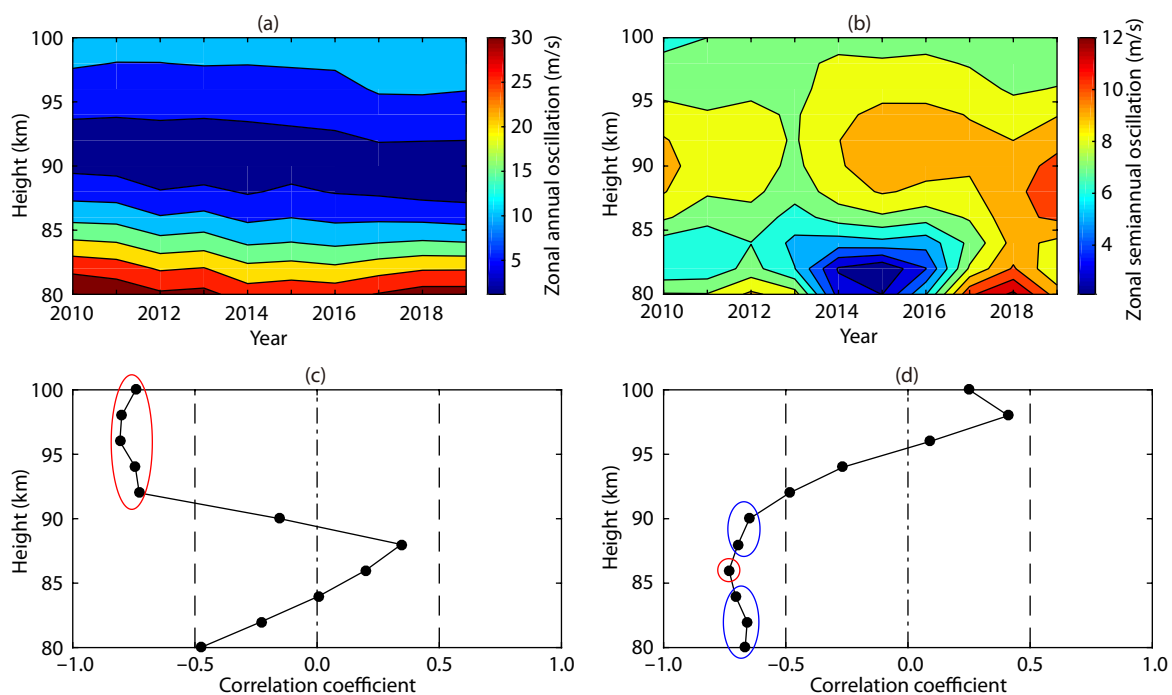 (a)
100
95
90
85
80
Height (km)
2010 2012 2014 2016 2018
Year
30
25
20
15
10
5
Zonal annual oscillation (m/s)
(b)
100
95
90
85
80
Height (km)
2010 2012 2014 2016 2018
Year
12
10
8
6
4
Zonal semiannual oscillation (m/s)
(c)
100
95
90
85
80
Height (km)
−1.0 −0.5 0.0 0.5 1.0
Correlation coefficient
(d)
100
95
90
85
80
Height (km)
−1.0 −0.5 0.0 0.5 1.0
Correlation coefficient